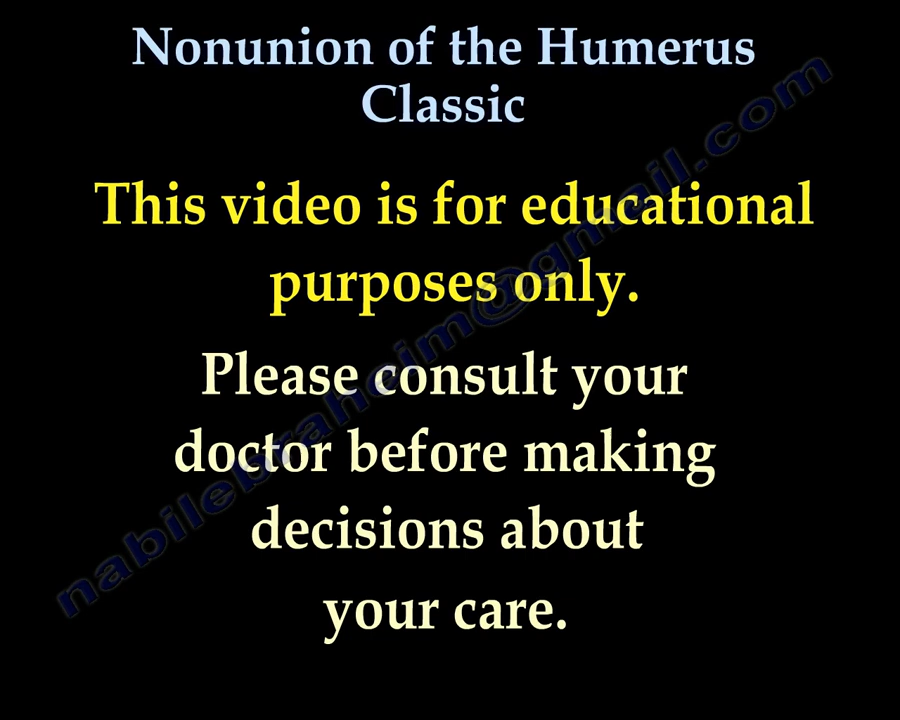 Nonunion of the Humerus
Classic
This video is for educational
purposes only.
Please consult your
doctor before making
decisions about
your care.
nabilebraheim@gmail.com